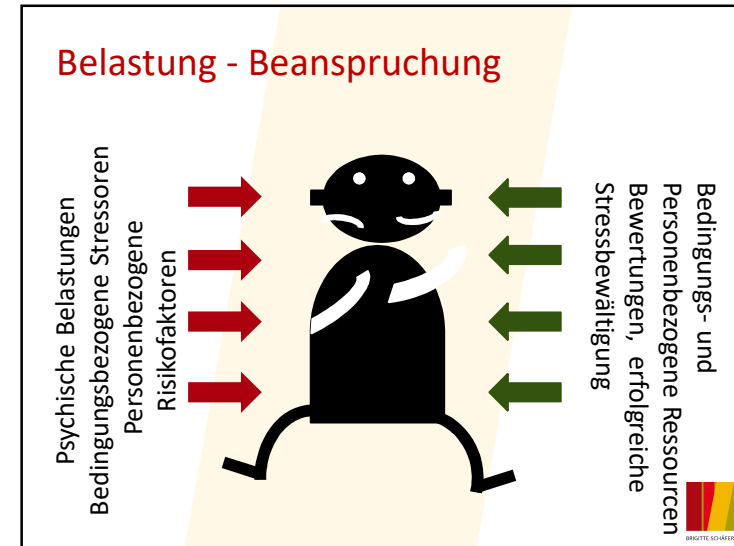 Belastung - Beanspruchung
Psychische Belastungen
Bedingungsbezogene Stressoren
Personenbezogene
Risikofaktoren
Bedingungs- und
Personenbezogene Ressourcen
Bewertungen, erfolgreiche
Stressbewältigung
BRIGITTE SCHÄFER